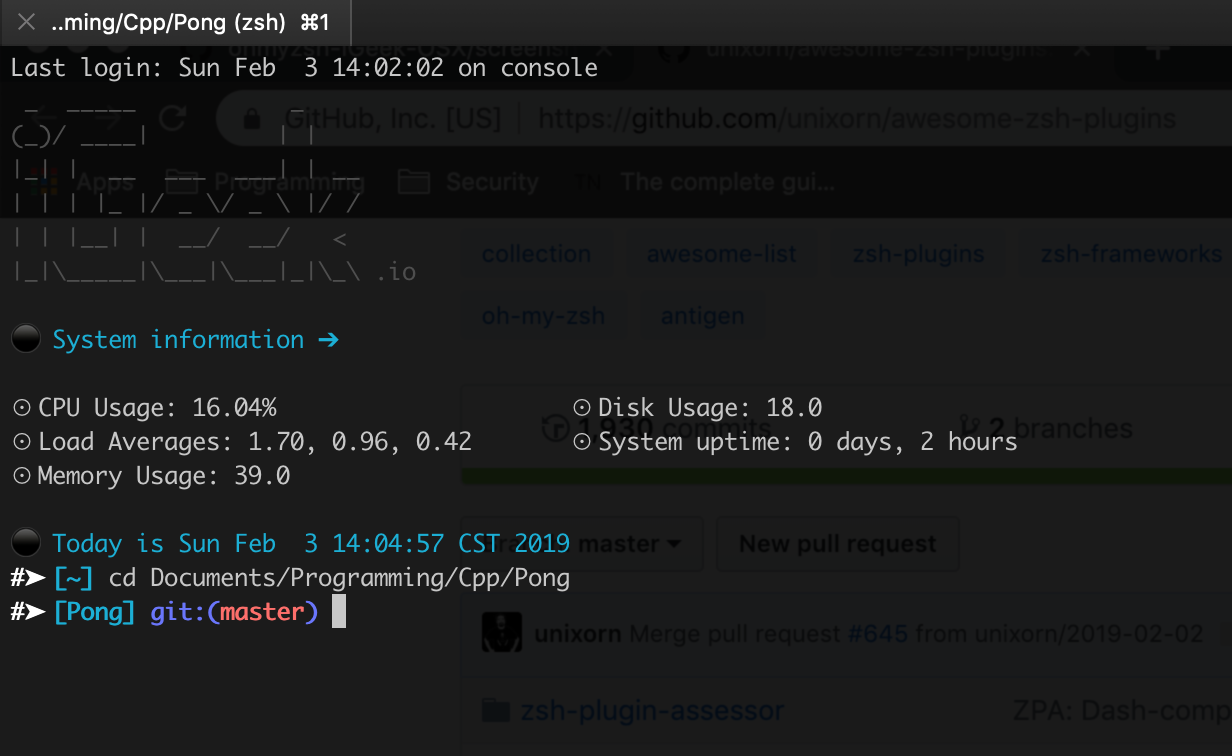 ..ming/Cpp/Pong (zsh) ⌘1
Last login: Sun Feb  3 14:02:02 on console
GitHub, Inc. [US] | https://github.com/unixorn/awesome-zsh-plugins
Apps Programming Security TN The complete gui...
.io
collection awesome-list zsh-plugins zsh-frameworks
oh-my-zsh antigen
System information ➔
CPU Usage: 16.04% Disk Usage: 18.0
1,930 commits 2 branches
Load Averages: 1.70, 0.96, 0.42 System uptime: 0 days, 2 hours
Memory Usage: 39.0
Today is Sun Feb  3 14:04:57 CST 2019
master New pull request
#➤ [~] cd Documents/Programming/Cpp/Pong
#➤ [Pong] git:(master)
unixorn Merge pull request #645 from unixorn/2019-02-02
zsh-plugin-assessor ZPA: Dash-comp